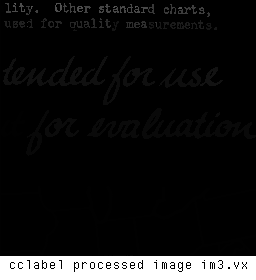 lity. Other standard charts,
used for quality measurements.
tended for use
for evaluation
cclabel processed image im3.vx